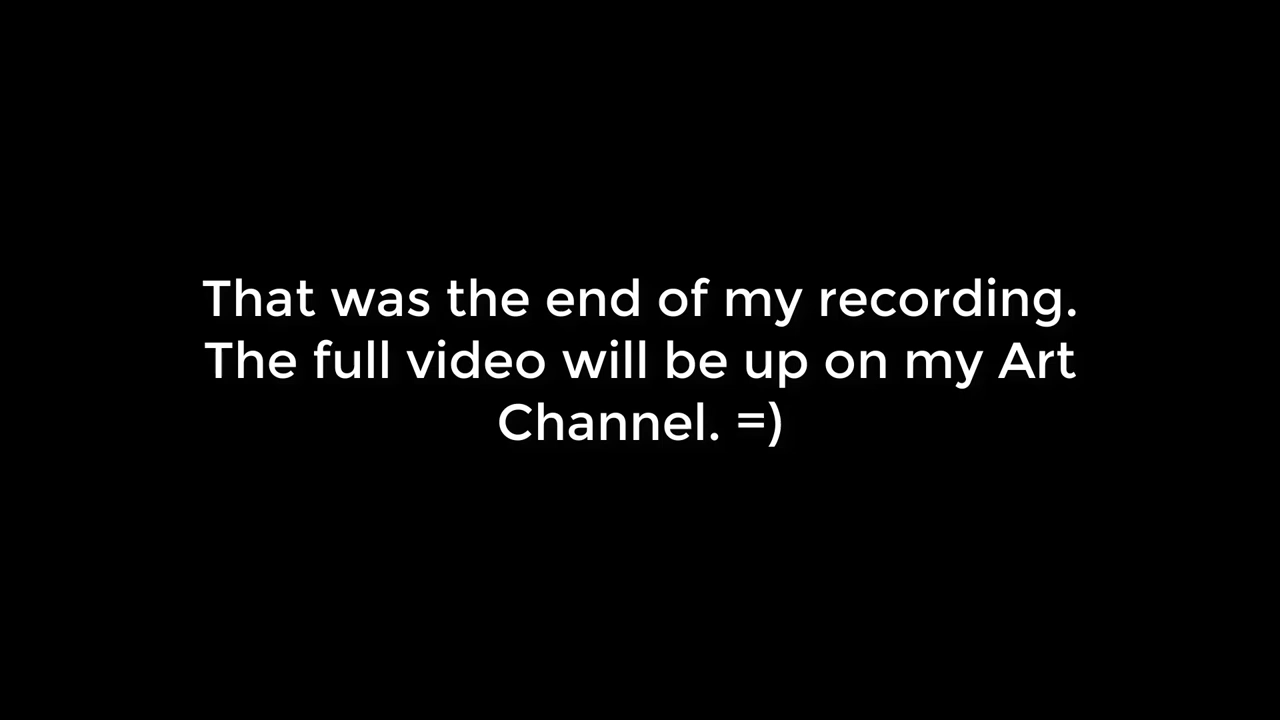 That was the end of my recording.
The full video will be up on my Art
Channel. =)